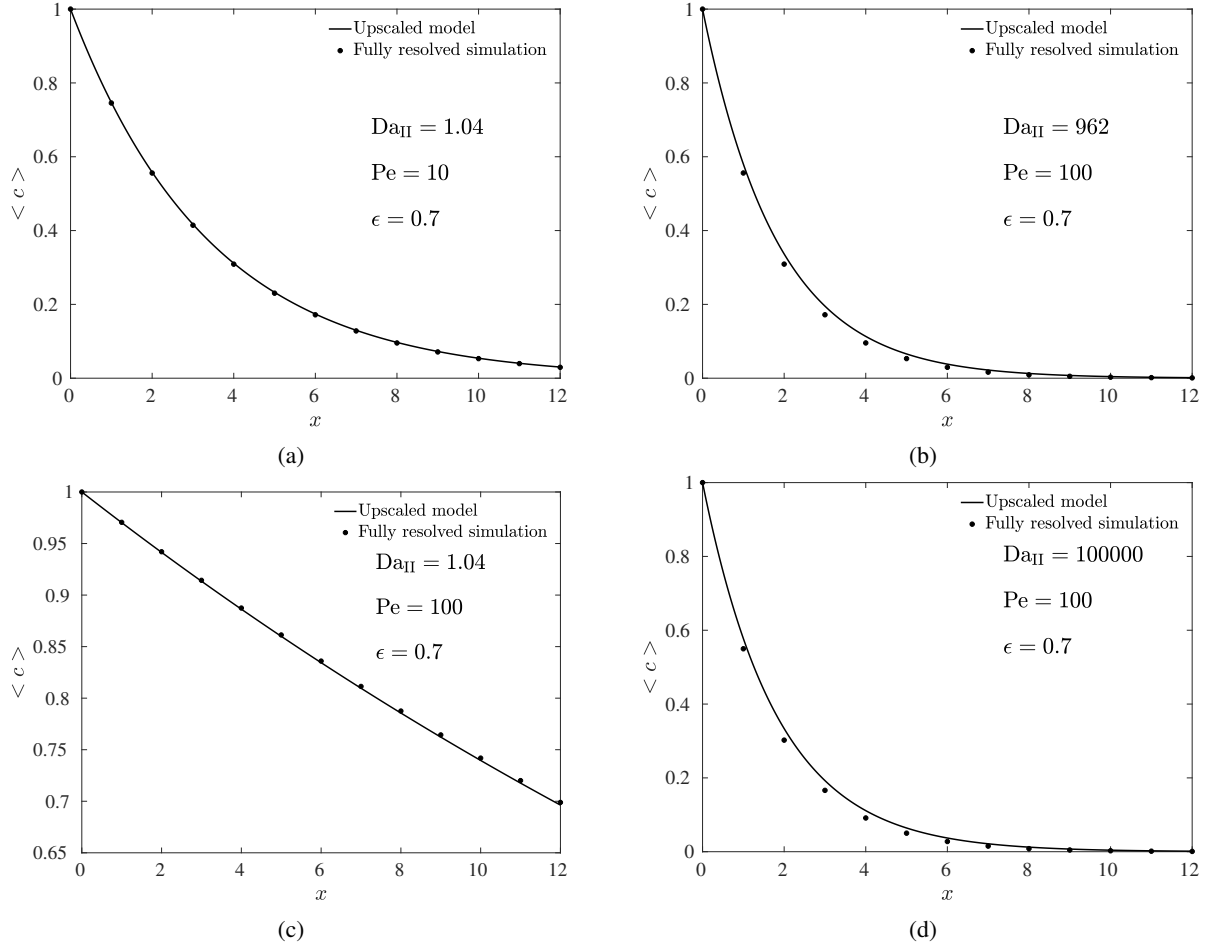 1
0.8
0.6
0.4
0.2
0
< c >
Upscaled model
Fully resolved simulation
Da_II = 1.04
Pe = 10
ϵ = 0.7
0 2 4 6 8 10 12
x
(a)
1
0.8
0.6
0.4
0.2
0
< c >
Upscaled model
Fully resolved simulation
Da_II = 962
Pe = 100
ϵ = 0.7
0 2 4 6 8 10 12
x
(b)
1
0.95
0.9
0.85
0.8
0.75
0.7
0.65
< c >
Upscaled model
Fully resolved simulation
Da_II = 1.04
Pe = 100
ϵ = 0.7
0 2 4 6 8 10 12
x
(c)
1
0.8
0.6
0.4
0.2
0
< c >
Upscaled model
Fully resolved simulation
Da_II = 100000
Pe = 100
ϵ = 0.7
0 2 4 6 8 10 12
x
(d)